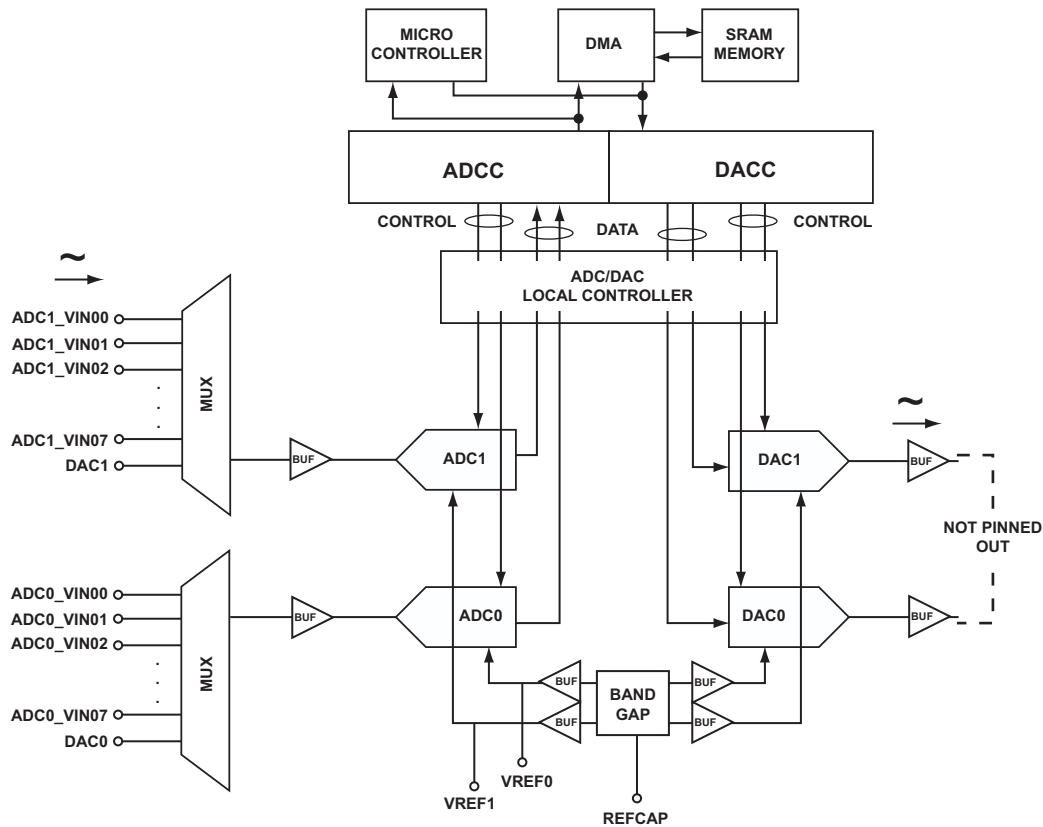 MICRO
CONTROLLER
DMA
SRAM
MEMORY
ADCC
DACC
CONTROL
DATA
CONTROL
~
ADC/DAC
LOCAL CONTROLLER
ADC1_VIN00
ADC1_VIN01
ADC1_VIN02
.
.
.
ADC1_VIN07
DAC1
MUX
BUF
ADC1
DAC1
~
BUF
NOT PINNED
OUT
ADC0_VIN00
ADC0_VIN01
ADC0_VIN02
.
.
.
ADC0_VIN07
DAC0
MUX
BUF
ADC0
DAC0
BUF
BUF
BUF
BAND
GAP
BUF
BUF
VREF0
VREF1
REFCAP